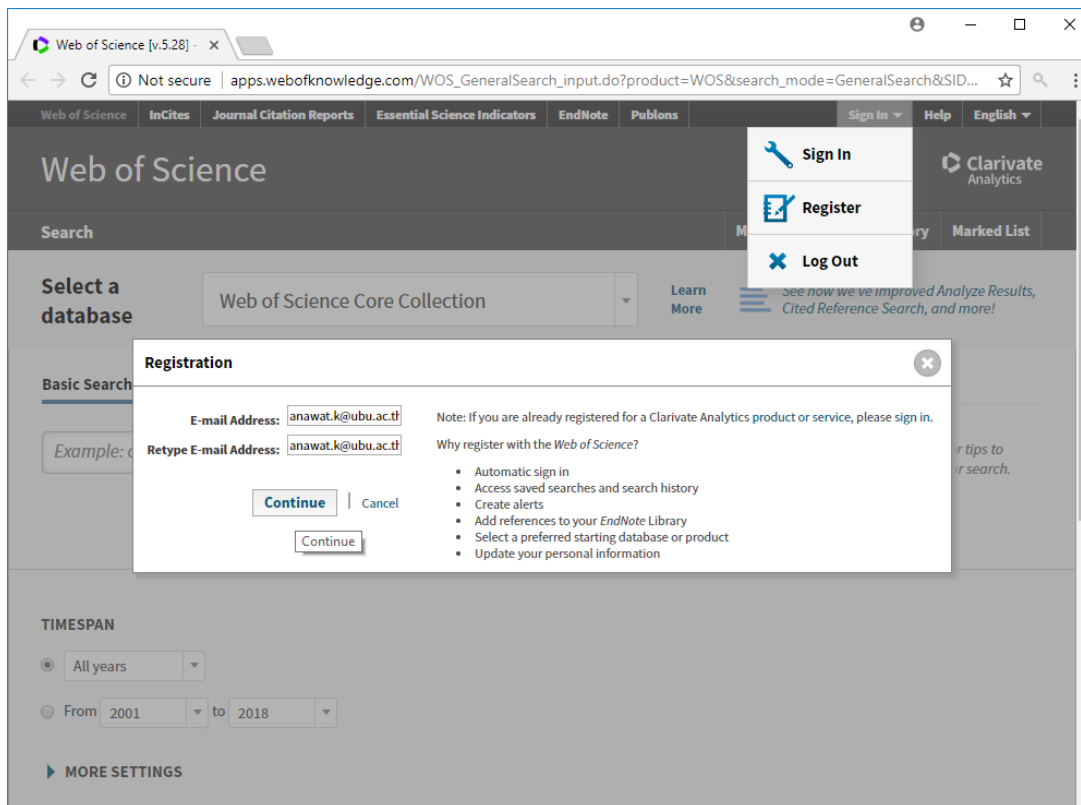 Web of Science [v.5.28] -
Not secure | apps.webofknowledge.com/WOS_GeneralSearch_input.do?product=WOS&search_mode=GeneralSearch&SID...
Web of Science InCites Journal Citation Reports Essential Science Indicators EndNote Publons Sign In Help English
Sign In
Web of Science
Clarivate
Analytics
Register
Search
ry Marked List
Log Out
Select a
database
Web of Science Core Collection
Learn
More
See how we've improved Analyze Results,
Cited Reference Search, and more!
Registration
Basic Search
E-mail Address: anawat.k@ubu.ac.th
Note: If you are already registered for a Clarivate Analytics product or service, please sign in.
Retype E-mail Address: anawat.k@ubu.ac.th
Why register with the Web of Science?
Example:
r tips to
r search.
Automatic sign in
Access saved searches and search history
Create alerts
Add references to your EndNote Library
Select a preferred starting database or product
Update your personal information
Continue | Cancel
Continue
TIMESPAN
All years
From 2001 to 2018
MORE SETTINGS